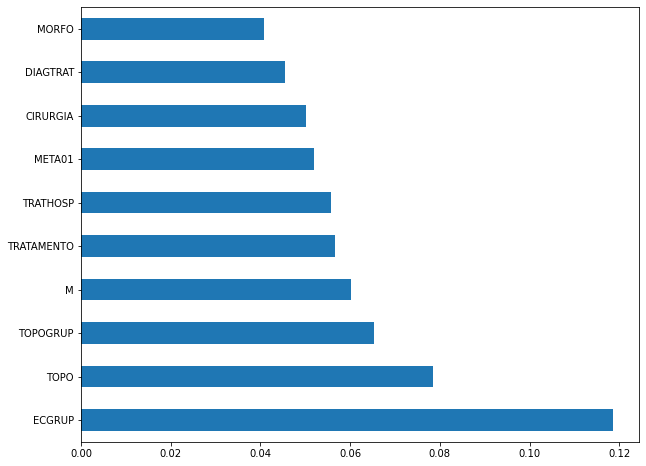 MORFO
DIAGTRAT
CIRURGIA
META01
TRATHOSP
TRATAMENTO
M
TOPOGRUP
TOPO
ECGRUP
0.00 0.02 0.04 0.06 0.08 0.10 0.12